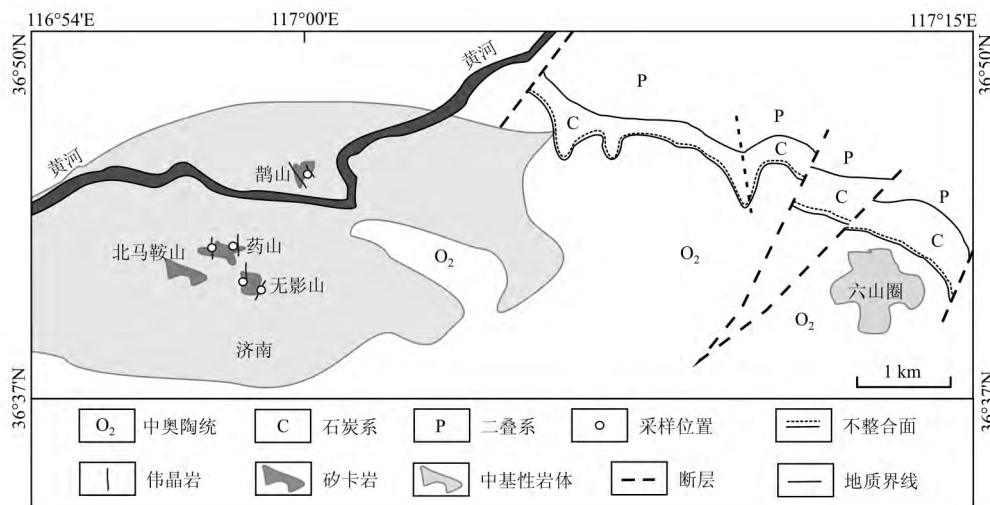 116°54′E
117°00′E
117°15′E
36°50′N
36°50′N
黄河
P
C
P
C
P
黄河
鹊山
P
C
北马鞍山
药山
O₂
O₂
无影山
六山圈
O₂
济南
1 km
36°37′N
36°37′N
O₂ 中奥陶统 C 石炭系 P 二叠系 采样位置 不整合面
伟晶岩 矽卡岩 中基性岩体 断层 地质界线